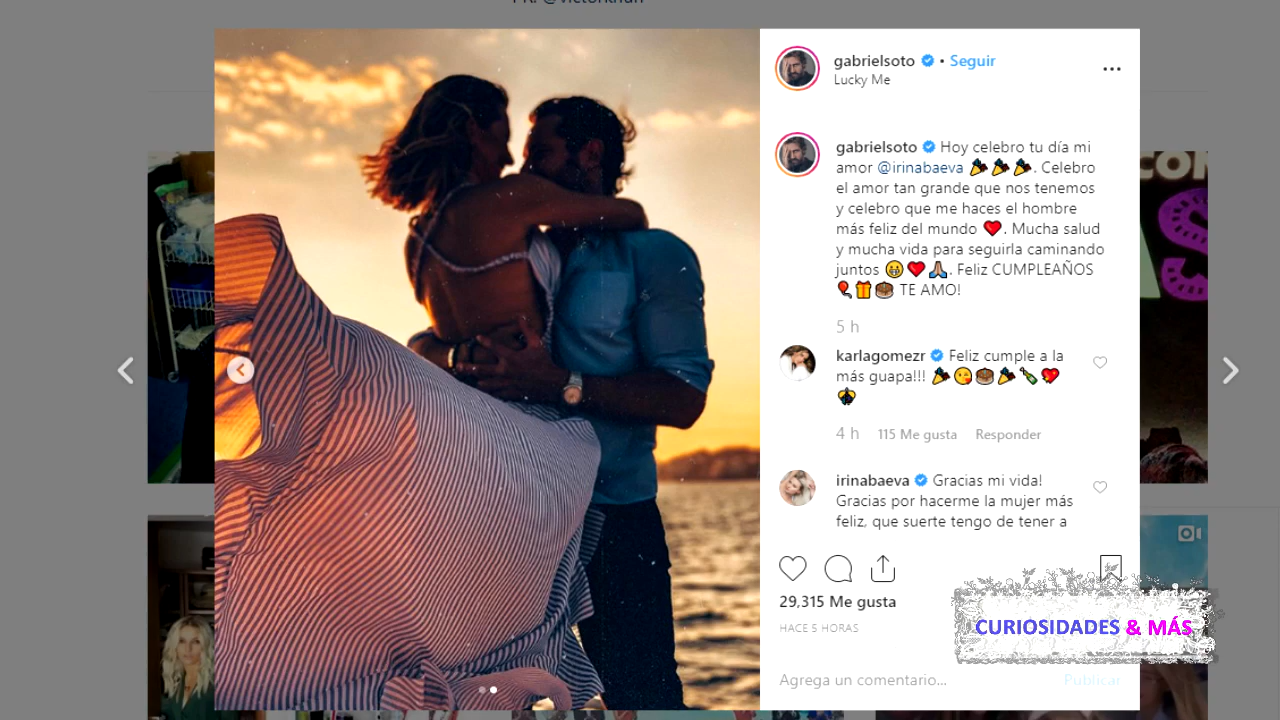 gabrielsoto • Seguir
Lucky Me
gabrielsoto Hoy celebro tu día mi
amor @irinabaeva 🎉🎉🎉. Celebro
el amor tan grande que nos tenemos
y celebro que me haces el hombre
más feliz del mundo ❤️. Mucha salud
y mucha vida para seguirla caminando
juntos 😁❤️🙏🏼. Feliz CUMPLEAÑOS
🎈🎁🎂 TE AMO!
5 h
karlagomezr Feliz cumple a la
más guapa!!! 🎉😘🎂🎉🍾💖
4 h 115 Me gusta Responder
irinabaeva Gracias mi vida!
Gracias por hacerme la mujer más
feliz, que suerte tengo de tener a
29,315 Me gusta
HACE 5 HORAS
CURIOSIDADES & MÁS
Agrega un comentario...
Publicar